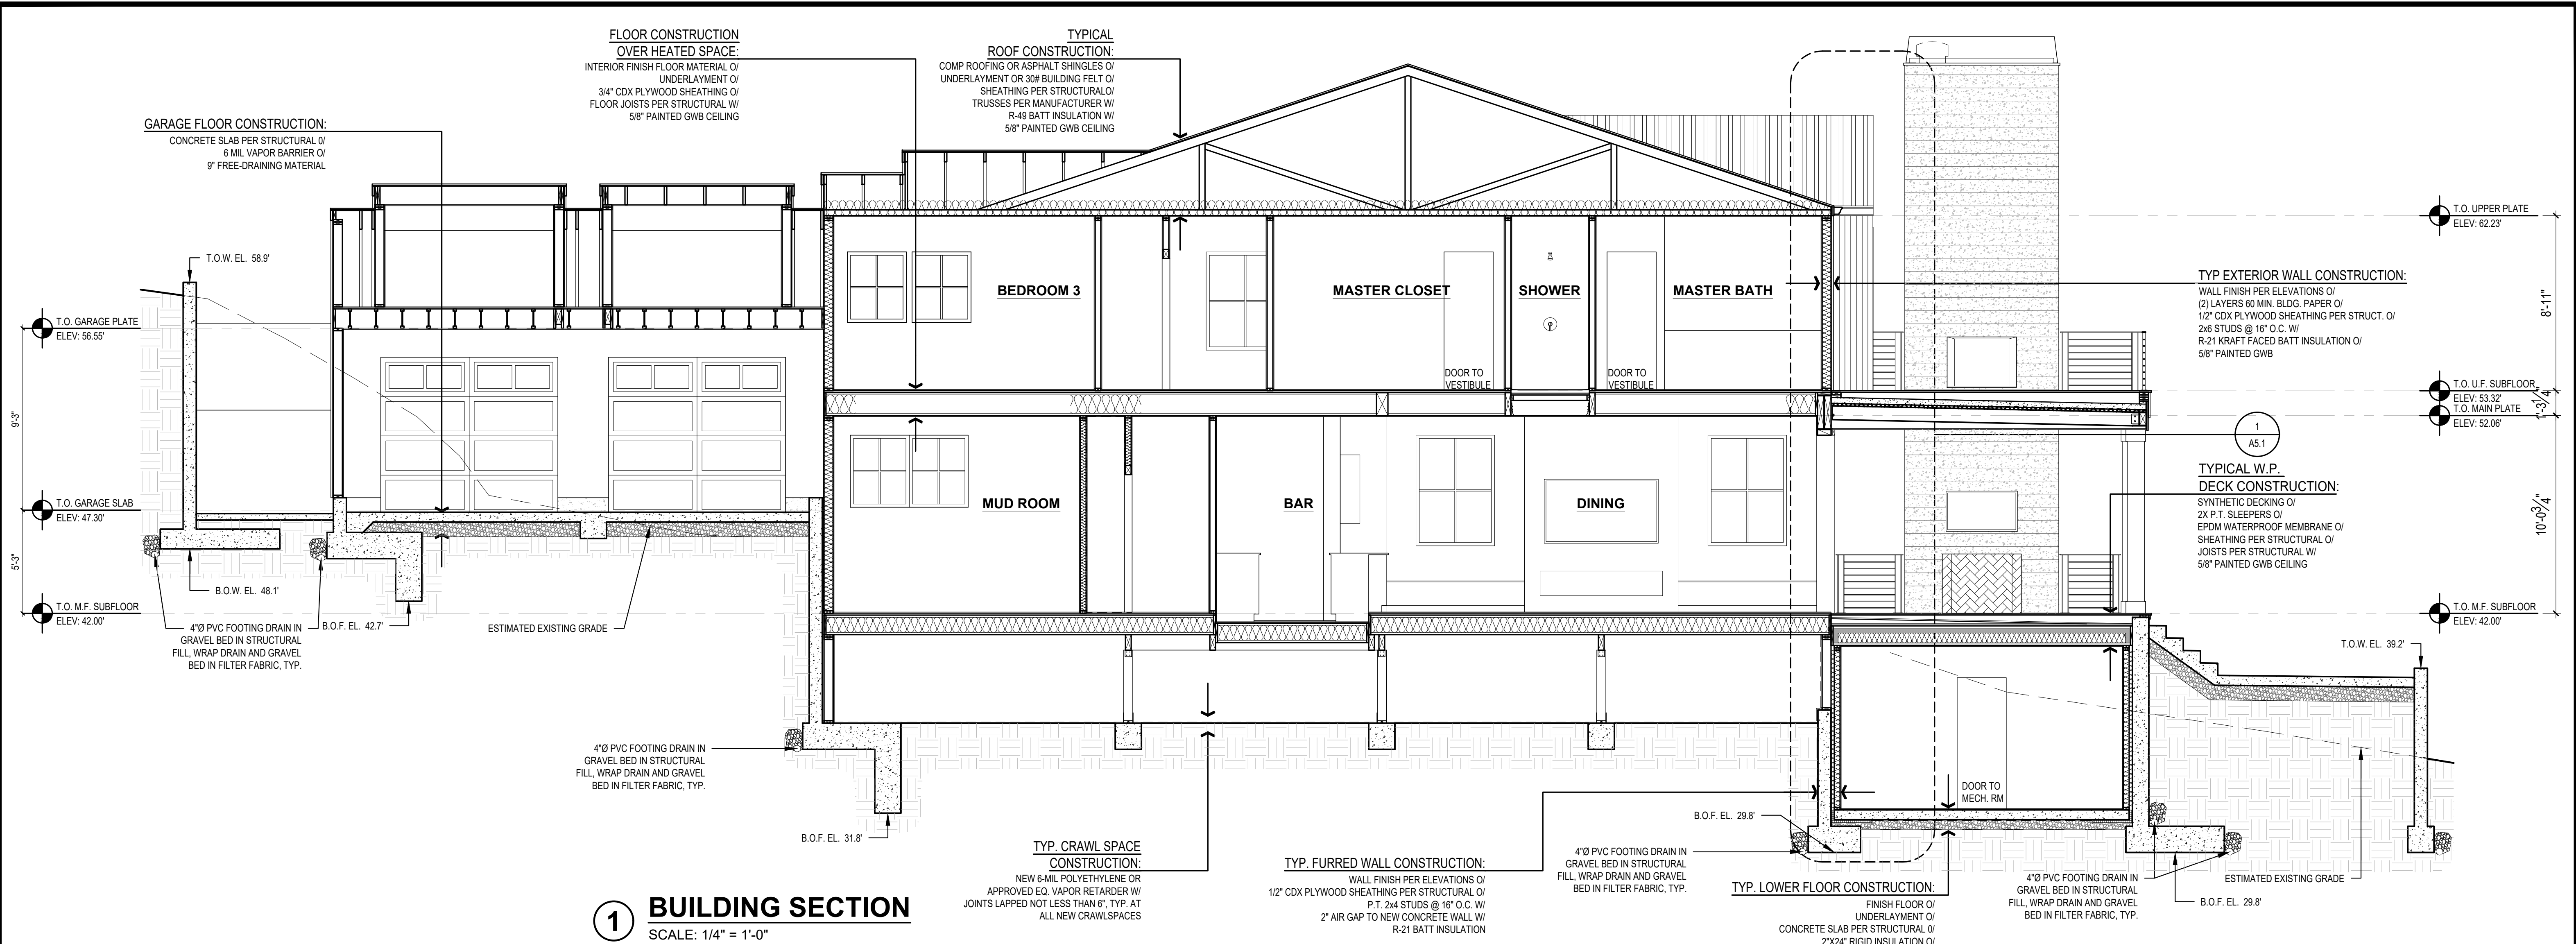 FLOOR CONSTRUCTION
OVER HEATED SPACE:
INTERIOR FINISH FLOOR MATERIAL O/
UNDERLAYMENT O/
3/4" CDX PLYWOOD SHEATHING O/
FLOOR JOISTS PER STRUCTURAL W/
5/8" PAINTED GWB CEILING
TYPICAL
ROOF CONSTRUCTION:
COMP ROOFING OR ASPHALT SHINGLES O/
UNDERLAYMENT OR 30# BUILDING FELT O/
SHEATHING PER STRUCTURALO/
TRUSSES PER MANUFACTURER W/
R-49 BATT INSULATION W/
5/8" PAINTED GWB CEILING
GARAGE FLOOR CONSTRUCTION:
CONCRETE SLAB PER STRUCTURAL 0/
6 MIL VAPOR BARRIER O/
9" FREE-DRAINING MATERIAL
T.O.W. EL. 58.9'
T.O. GARAGE PLATE
ELEV: 56.55'
9'-3"
T.O. GARAGE SLAB
ELEV: 47.30'
5'-3"
T.O. M.F. SUBFLOOR
ELEV: 42.00'
B.O.W. EL. 48.1'
4"Ø PVC FOOTING DRAIN IN
GRAVEL BED IN STRUCTURAL
FILL, WRAP DRAIN AND GRAVEL
BED IN FILTER FABRIC, TYP.
B.O.F. EL. 42.7'
ESTIMATED EXISTING GRADE
BEDROOM 3
MASTER CLOSET
SHOWER
MASTER BATH
DOOR TO
VESTIBULE
DOOR TO
VESTIBULE
MUD ROOM
BAR
DINING
T.O. UPPER PLATE
ELEV: 62.23'
8'-11"
TYP EXTERIOR WALL CONSTRUCTION:
WALL FINISH PER ELEVATIONS O/
(2) LAYERS 60 MIN. BLDG. PAPER O/
1/2" CDX PLYWOOD SHEATHING PER STRUCT. O/
2x6 STUDS @ 16" O.C. W/
R-21 KRAFT FACED BATT INSULATION O/
5/8" PAINTED GWB
T.O. U.F. SUBFLOOR
ELEV: 53.32'
1'-3 1/4"
T.O. MAIN PLATE
ELEV: 52.06'
1
A5.1
TYPICAL W.P.
DECK CONSTRUCTION:
SYNTHETIC DECKING O/
2X P.T. SLEEPERS O/
EPDM WATERPROOF MEMBRANE O/
SHEATHING PER STRUCTURAL O/
JOISTS PER STRUCTURAL W/
5/8" PAINTED GWB CEILING
10'-0 3/4"
T.O. M.F. SUBFLOOR
ELEV: 42.00'
T.O.W. EL. 39.2'
4"Ø PVC FOOTING DRAIN IN
GRAVEL BED IN STRUCTURAL
FILL, WRAP DRAIN AND GRAVEL
BED IN FILTER FABRIC, TYP.
B.O.F. EL. 31.8'
TYP. CRAWL SPACE
CONSTRUCTION:
NEW 6-MIL POLYETHYLENE OR
APPROVED EQ. VAPOR RETARDER W/
JOINTS LAPPED NOT LESS THAN 6", TYP. AT
ALL NEW CRAWLSPACES
TYP. FURRED WALL CONSTRUCTION:
WALL FINISH PER ELEVATIONS O/
1/2" CDX PLYWOOD SHEATHING PER STRUCTURAL O/
P.T. 2x4 STUDS @ 16" O.C. W/
2" AIR GAP TO NEW CONCRETE WALL W/
R-21 BATT INSULATION
B.O.F. EL. 29.8'
4"Ø PVC FOOTING DRAIN IN
GRAVEL BED IN STRUCTURAL
FILL, WRAP DRAIN AND GRAVEL
BED IN FILTER FABRIC, TYP.
DOOR TO
MECH. RM
TYP. LOWER FLOOR CONSTRUCTION:
FINISH FLOOR O/
UNDERLAYMENT O/
CONCRETE SLAB PER STRUCTURAL 0/
2"X24" RIGID INSULATION O/
4"Ø PVC FOOTING DRAIN IN
GRAVEL BED IN STRUCTURAL
FILL, WRAP DRAIN AND GRAVEL
BED IN FILTER FABRIC, TYP.
ESTIMATED EXISTING GRADE
B.O.F. EL. 29.8'
1
BUILDING SECTION
SCALE: 1/4" = 1'-0"